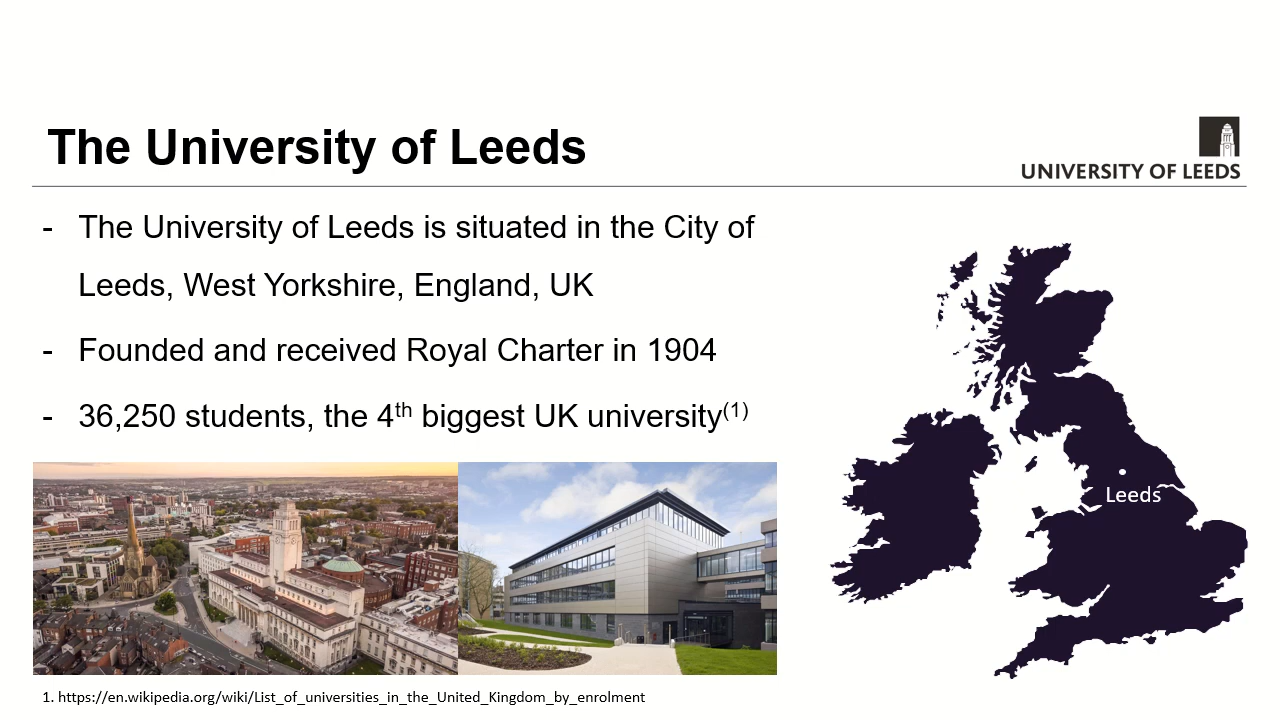 The University of Leeds
UNIVERSITY OF LEEDS
- The University of Leeds is situated in the City of
Leeds, West Yorkshire, England, UK
- Founded and received Royal Charter in 1904
- 36,250 students, the 4th biggest UK university(1)
Leeds
1. https://en.wikipedia.org/wiki/List_of_universities_in_the_United_Kingdom_by_enrolment